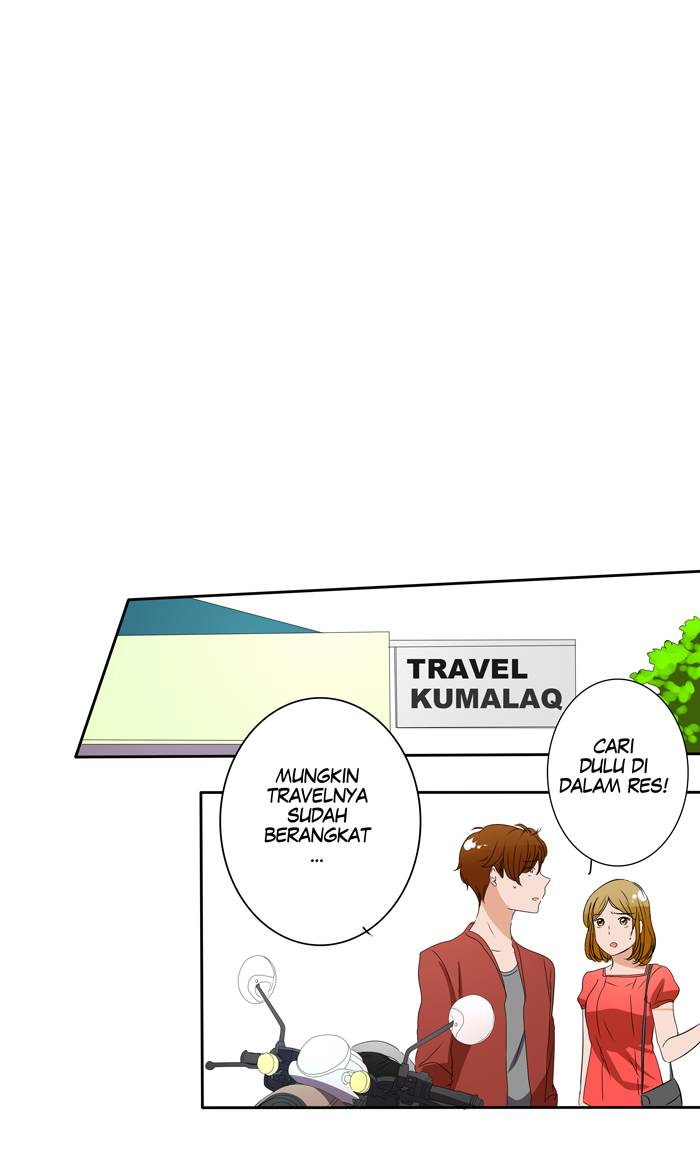 TRAVEL
KUMALAQ
CARI
DULU DI
DALAM RES!
MUNGKIN
TRAVELNYA
SUDAH
BERANGKAT
...